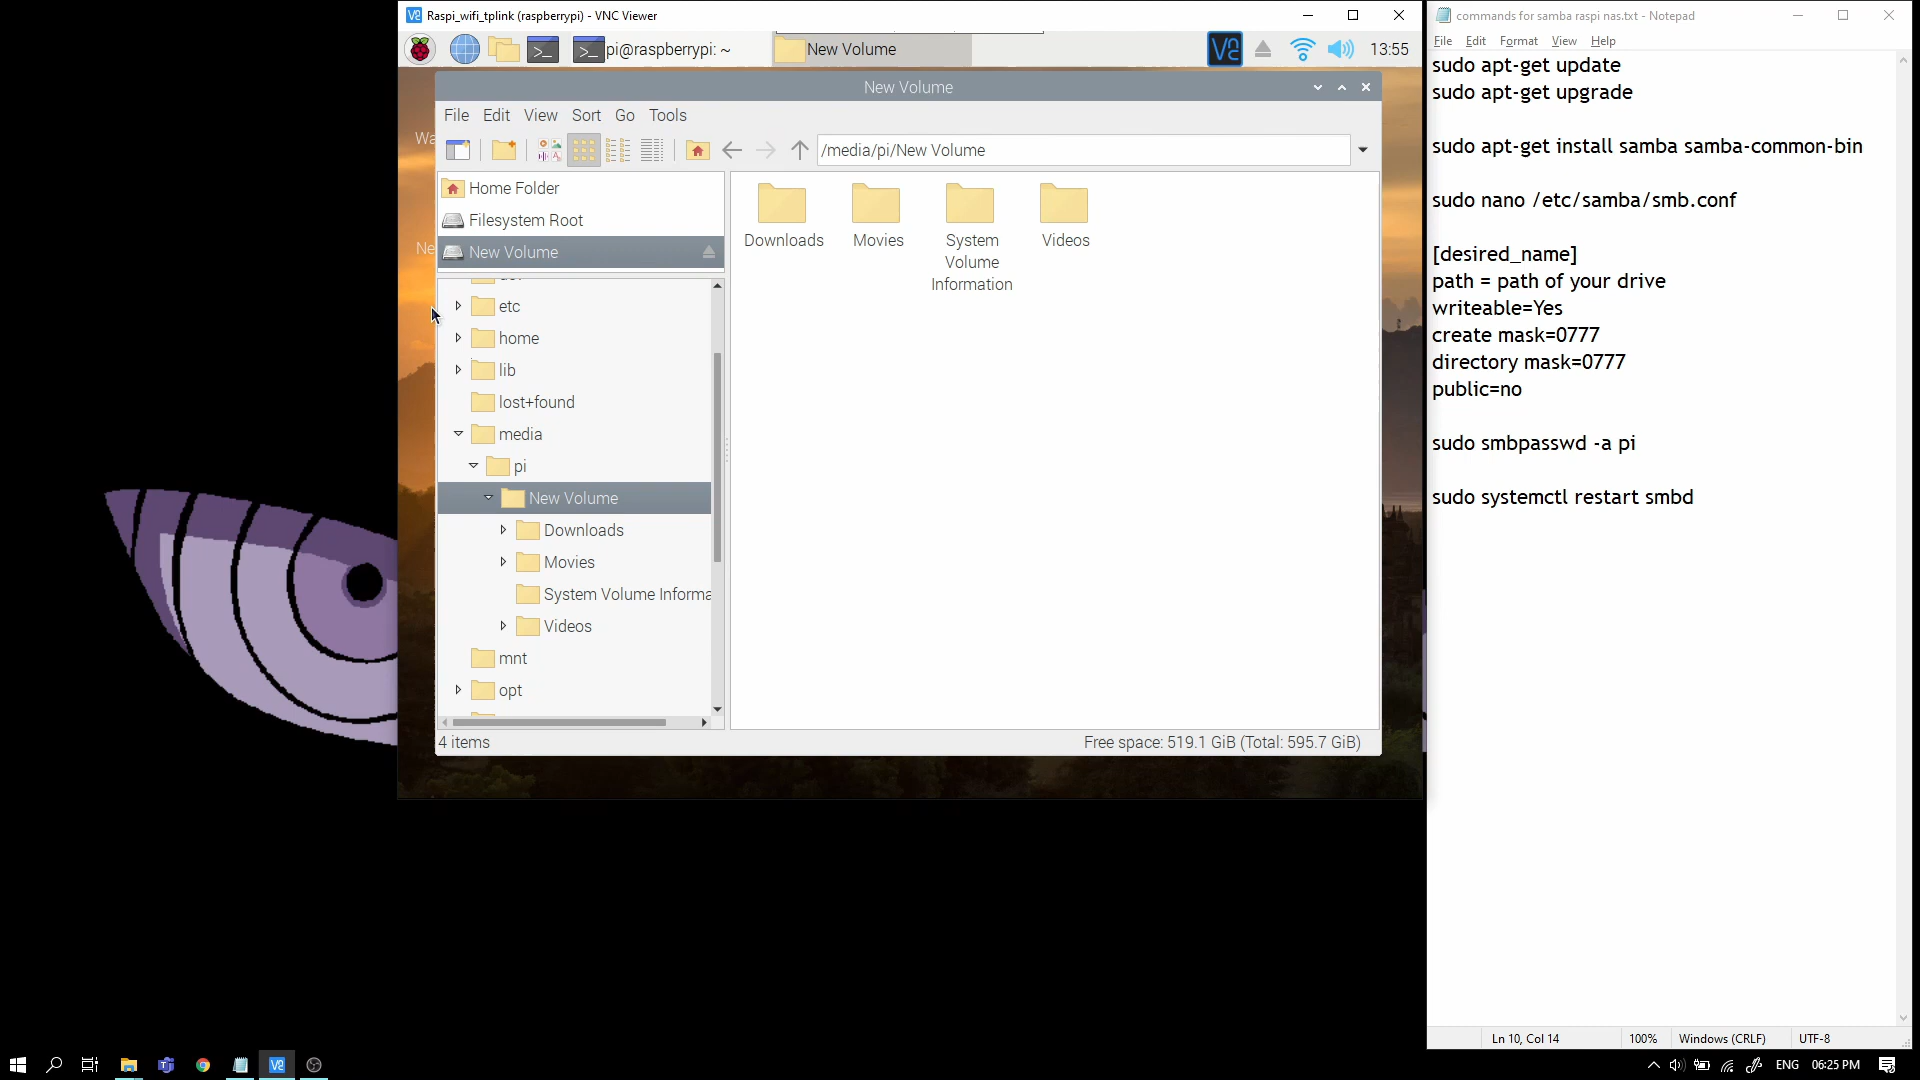 Raspi_wifi_tplink (raspberrypi) - VNC Viewer
pi@raspberrypi: ~
New Volume
13:55
New Volume
File Edit View Sort Go Tools
/media/pi/New Volume
Home Folder
Filesystem Root
New Volume
etc
home
lib
lost+found
media
pi
New Volume
Downloads
Movies
System Volume Informa
Videos
mnt
opt
Downloads
Movies
System Volume Information
Videos
4 items
Free space: 519.1 GiB (Total: 595.7 GiB)
commands for samba raspi nas.txt - Notepad
File Edit Format View Help
sudo apt-get update
sudo apt-get upgrade
sudo apt-get install samba samba-common-bin
sudo nano /etc/samba/smb.conf
[desired_name]
path = path of your drive
writeable=Yes
create mask=0777
directory mask=0777
public=no
sudo smbpasswd -a pi
sudo systemctl restart smbd
Ln 10, Col 14
100%
Windows (CRLF)
UTF-8
ENG
06:25 PM